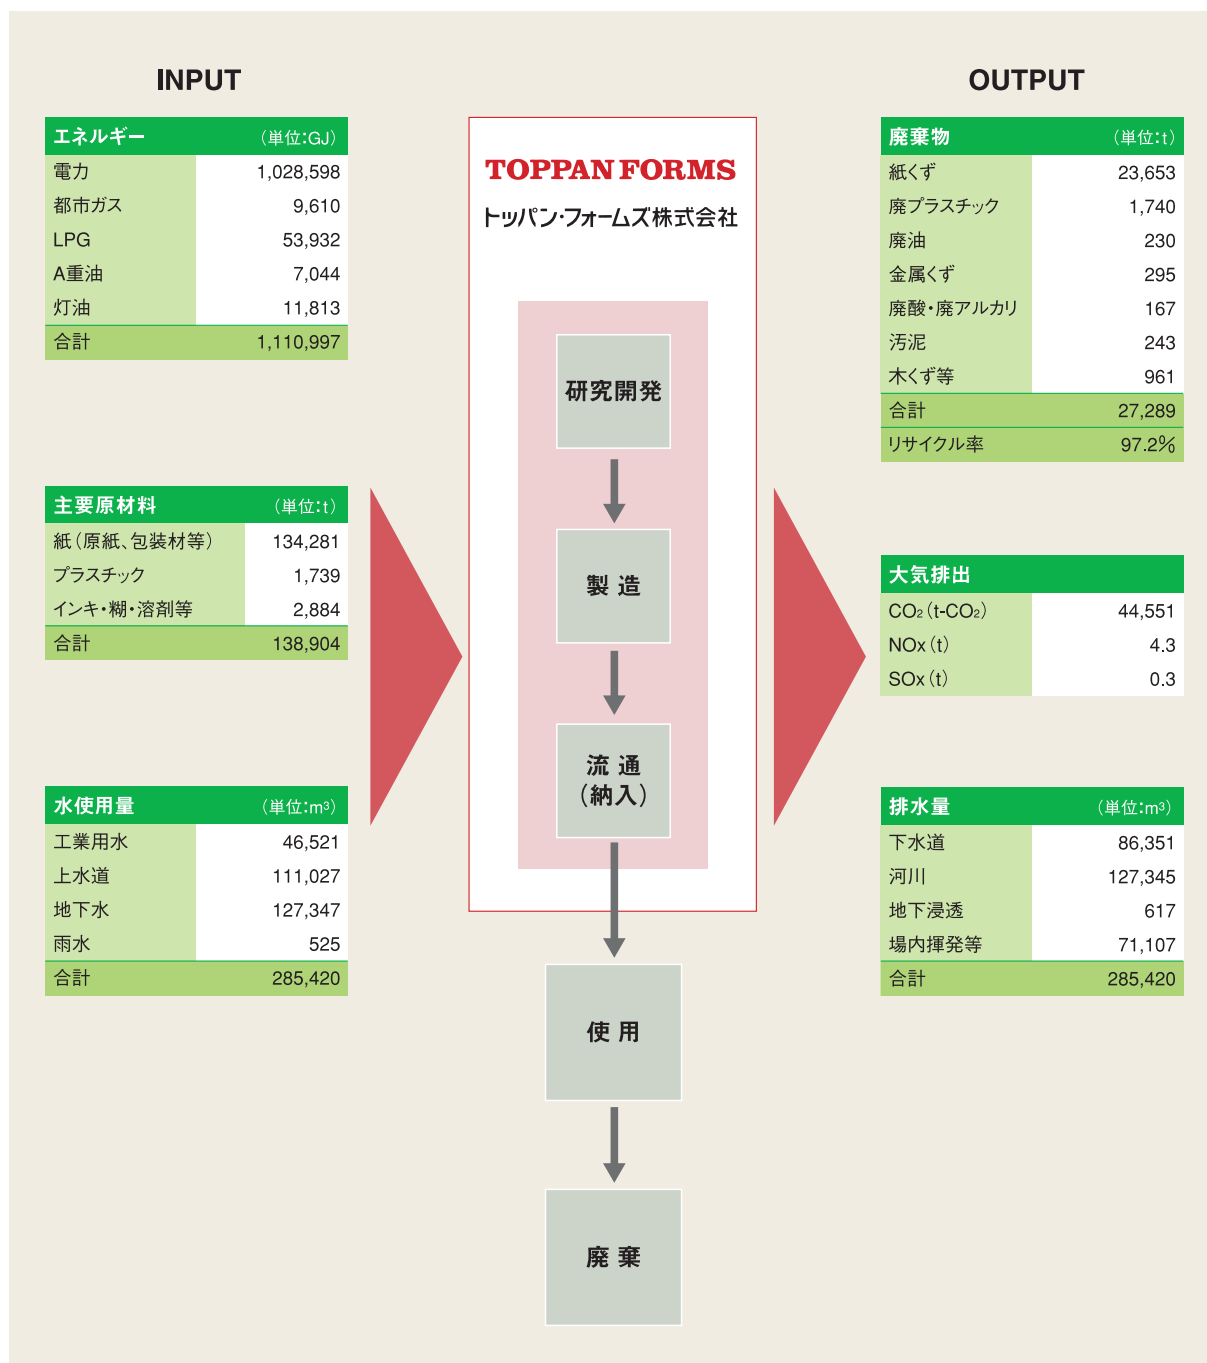 INPUT
エネルギー （単位:GJ）
電力 1,028,598
都市ガス 9,610
LPG 53,932
A重油 7,044
灯油 11,813
合計 1,110,997
主要原材料 （単位:t）
紙（原紙、包装材等） 134,281
プラスチック 1,739
インキ・糊・溶剤等 2,884
合計 138,904
水使用量 （単位:m³）
工業用水 46,521
上水道 111,027
地下水 127,347
雨水 525
合計 285,420
TOPPAN FORMS
トッパン・フォームズ株式会社
研究開発
製造
流通
（納入）
使用
廃棄
OUTPUT
廃棄物 （単位:t）
紙くず 23,653
廃プラスチック 1,740
廃油 230
金属くず 295
廃酸・廃アルカリ 167
汚泥 243
木くず等 961
合計 27,289
リサイクル率 97.2%
大気排出
CO₂（t-CO₂） 44,551
NOx（t） 4.3
SOx（t） 0.3
排水量 （単位:m³）
下水道 86,351
河川 127,345
地下浸透 617
場内揮発等 71,107
合計 285,420